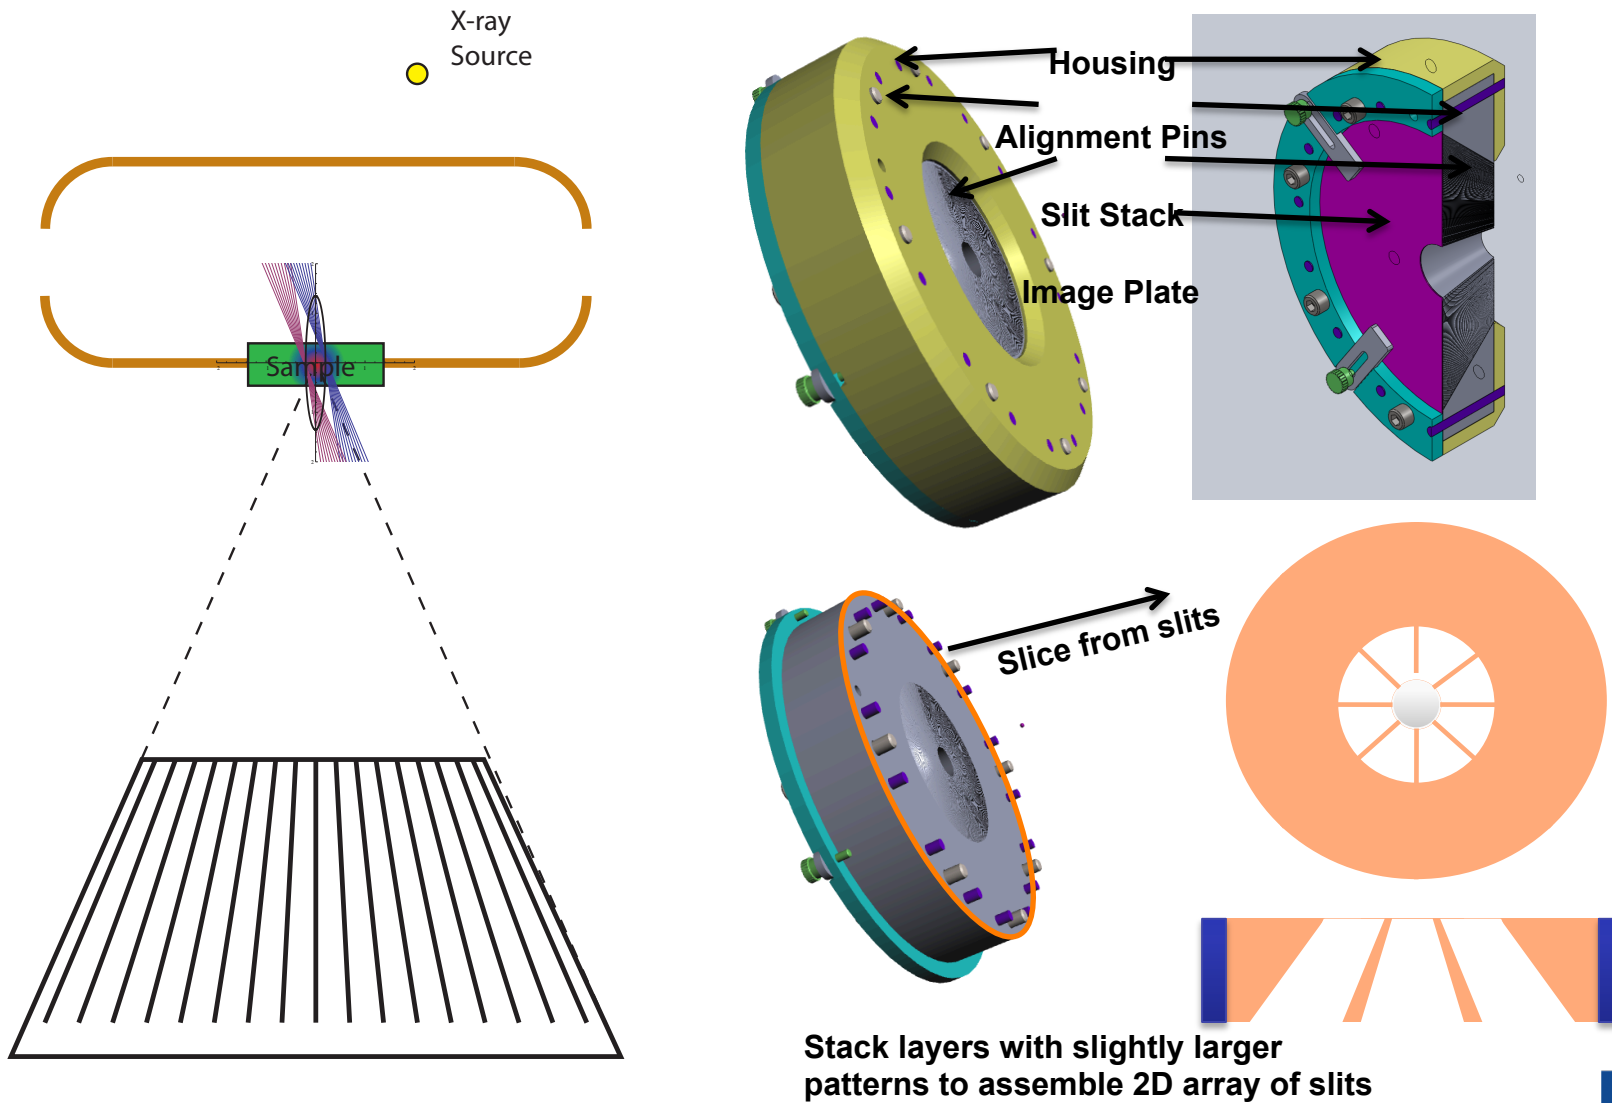 X-ray
Source
Sample
Housing
Alignment Pins
Slit Stack
Image Plate
Slice from slits
Stack layers with slightly larger
patterns to assemble 2D array of slits